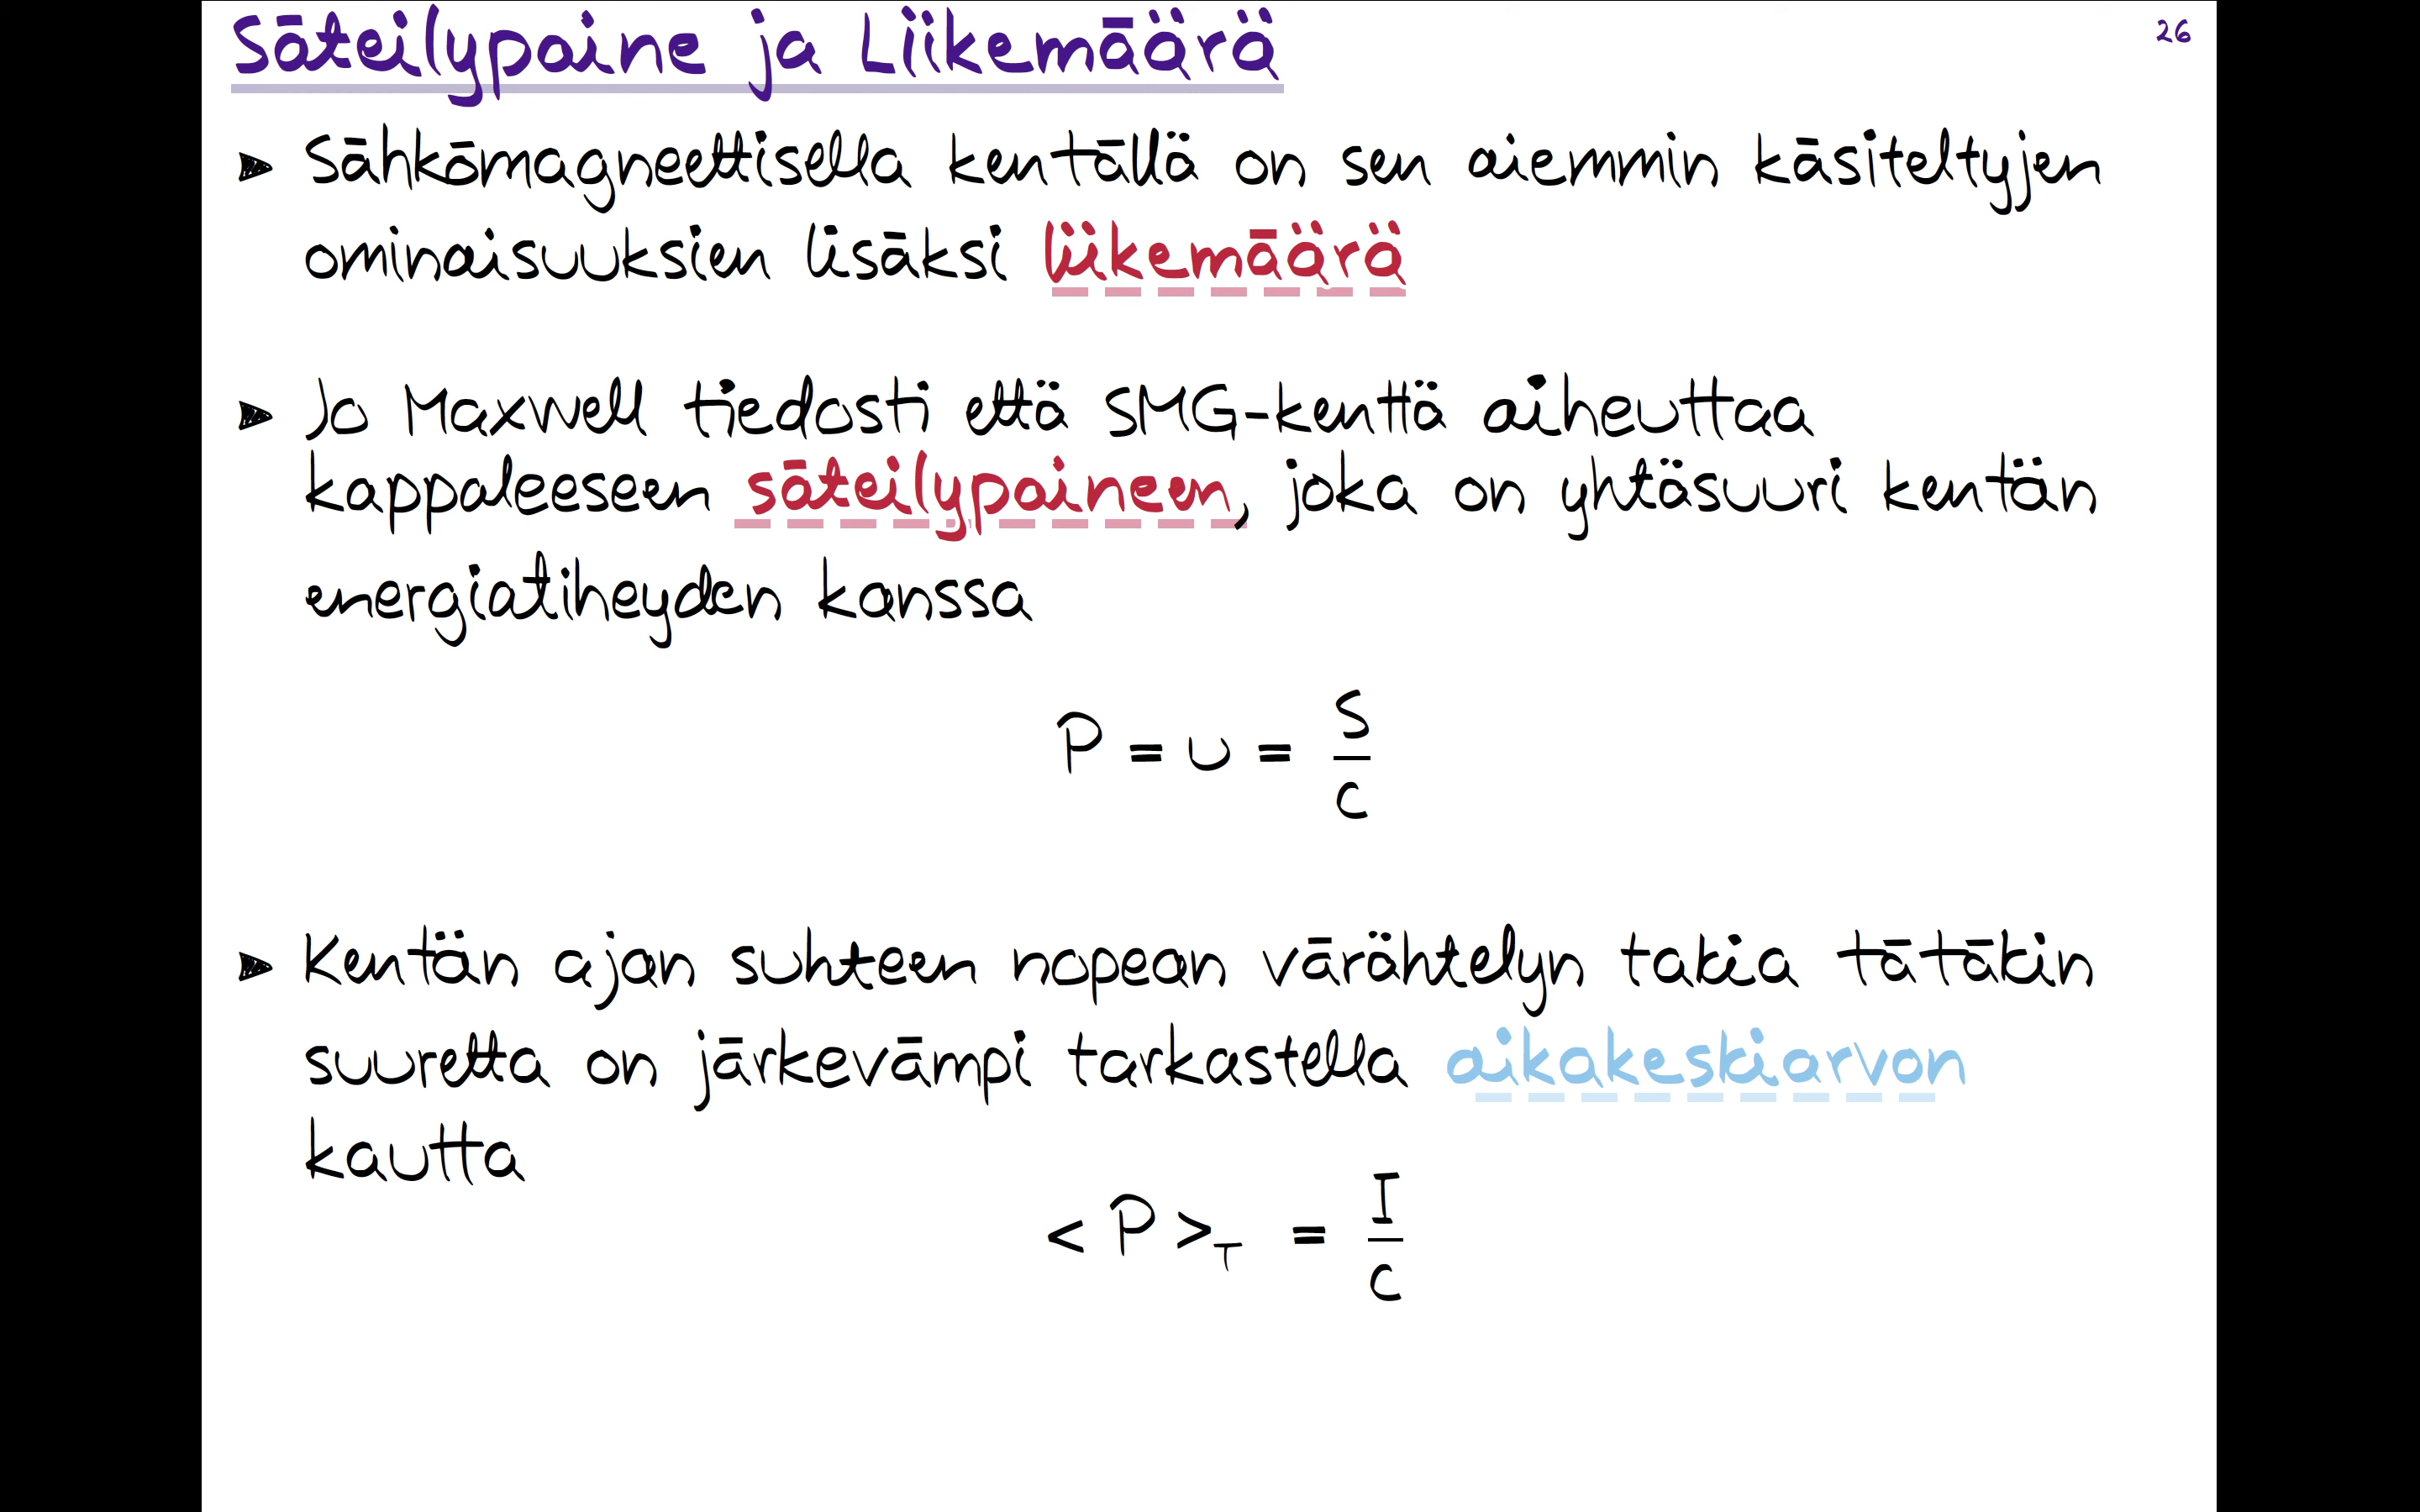 Säteilypaine ja Liikemäärä
26
Sähkömagneettisella kentällä on sen aiemmin käsiteltyjen
ominaisuuksien lisäksi liikemäärä
Jo Maxwell tiedosti että SMG-kenttä aiheuttaa
kappaleeseen säteilypaineen, joka on yhtäsuuri kentän
energiatiheyden kanssa
P = u = S/c
Kentän ajan suhteen nopean värähtelyn takia tätäkin
suuretta on järkevämpi tarkastella aikakeskiarvon
kautta
<P>_T = I/c